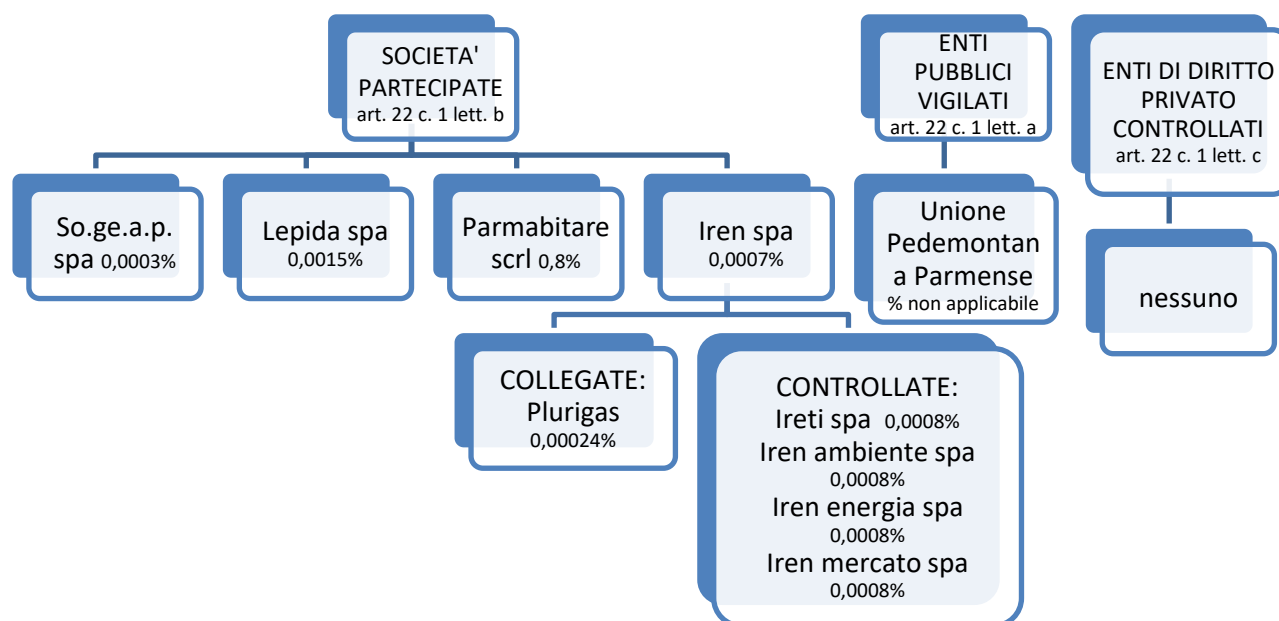 SOCIETA'
PARTECIPATE
art. 22 c. 1 lett. b
ENTI
PUBBLICI
VIGILATI
art. 22 c. 1 lett. a
ENTI DI DIRITTO
PRIVATO
CONTROLLATI
art. 22 c. 1 lett. c
So.ge.a.p.
spa 0,0003%
Lepida spa
0,0015%
Parmabitare
scrl 0,8%
Iren spa
0,0007%
Unione
Pedemontan
a Parmense
% non applicabile
nessuno
COLLEGATE:
Plurigas
0,00024%
CONTROLLATE:
Ireti spa 0,0008%
Iren ambiente spa
0,0008%
Iren energia spa
0,0008%
Iren mercato spa
0,0008%